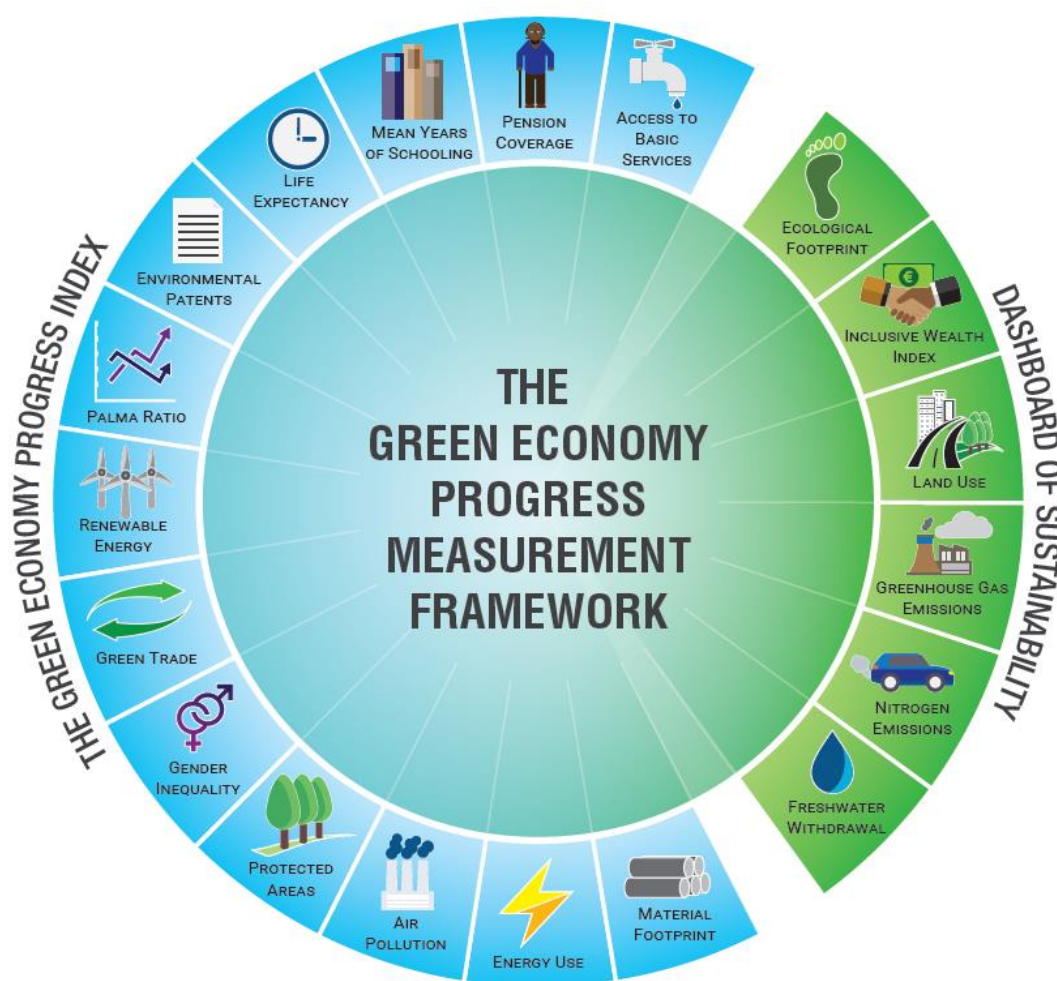 THE
GREEN ECONOMY
PROGRESS
MEASUREMENT
FRAMEWORK
THE GREEN ECONOMY PROGRESS INDEX
ACCESS TO
BASIC
SERVICES
PENSION
COVERAGE
MEAN YEARS
OF SCHOOLING
LIFE
EXPECTANCY
ENVIRONMENTAL
PATENTS
PALMA RATIO
RENEWABLE
ENERGY
GREEN TRADE
GENDER
INEQUALITY
PROTECTED
AREAS
AIR
POLLUTION
ENERGY USE
MATERIAL
FOOTPRINT
DASHBOARD OF SUSTAINABILITY
ECOLOGICAL
FOOTPRINT
€
INCLUSIVE WEALTH
INDEX
LAND USE
GREENHOUSE GAS
EMISSIONS
NITROGEN
EMISSIONS
FRESHWATER
WITHDRAWAL